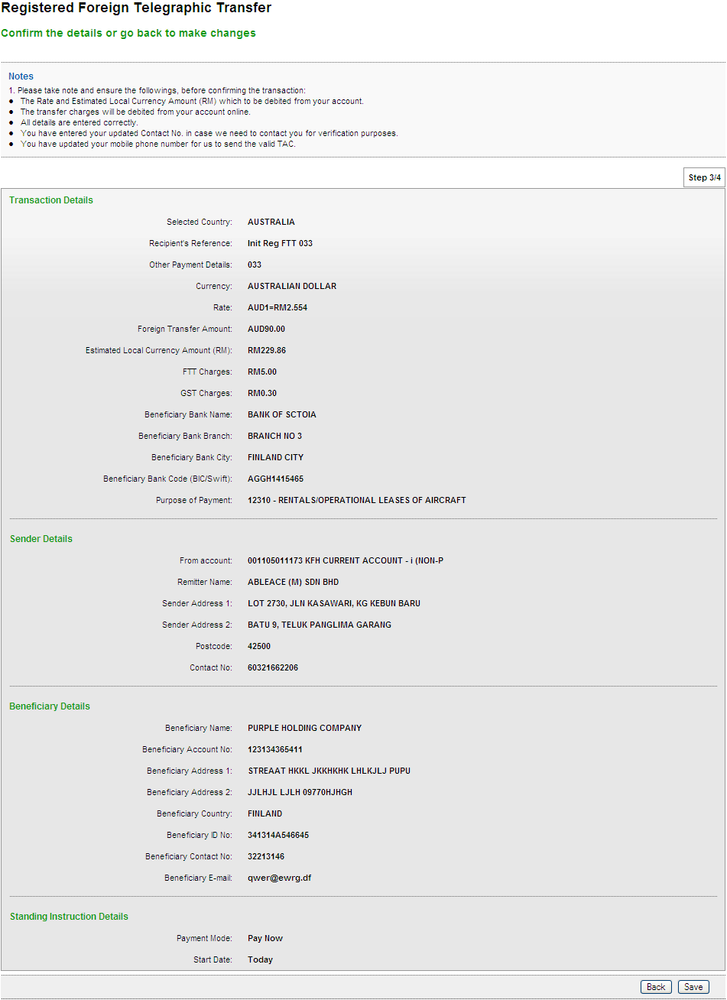 Registered Foreign Telegraphic Transfer
Confirm the details or go back to make changes
Notes
1. Please take note and ensure the followings, before confirming the transaction:
● The Rate and Estimated Local Currency Amount (RM) which to be debited from your account.
● The transfer charges will be debited from your account online.
● All details are entered correctly.
● You have entered your updated Contact No. in case we need to contact you for verification purposes.
● You have updated your mobile phone number for us to send the valid TAC.
Step 3/4
Transaction Details
Selected Country: AUSTRALIA
Recipient's Reference: Init Reg FTT 033
Other Payment Details: 033
Currency: AUSTRALIAN DOLLAR
Rate: AUD1=RM2.554
Foreign Transfer Amount: AUD90.00
Estimated Local Currency Amount (RM): RM229.86
FTT Charges: RM5.00
GST Charges: RM0.30
Beneficiary Bank Name: BANK OF SCTOIA
Beneficiary Bank Branch: BRANCH NO 3
Beneficiary Bank City: FINLAND CITY
Beneficiary Bank Code (BIC/Swift): AGGH1415465
Purpose of Payment: 12310 - RENTALS/OPERATIONAL LEASES OF AIRCRAFT
Sender Details
From account: 001105011173 KFH CURRENT ACCOUNT - i (NON-P
Remitter Name: ABLEACE (M) SDN BHD
Sender Address 1: LOT 2730, JLN KASAWARI, KG KEBUN BARU
Sender Address 2: BATU 9, TELUK PANGLIMA GARANG
Postcode: 42500
Contact No: 60321662206
Beneficiary Details
Beneficiary Name: PURPLE HOLDING COMPANY
Beneficiary Account No: 123134365411
Beneficiary Address 1: STREAAT HKKL JKKHKHK LHLKJLJ PUPU
Beneficiary Address 2: JJLHJL LJLH 09770HJHGH
Beneficiary Country: FINLAND
Beneficiary ID No: 341314A546645
Beneficiary Contact No: 32213146
Beneficiary E-mail: qwer@ewrg.df
Standing Instruction Details
Payment Mode: Pay Now
Start Date: Today
Back Save